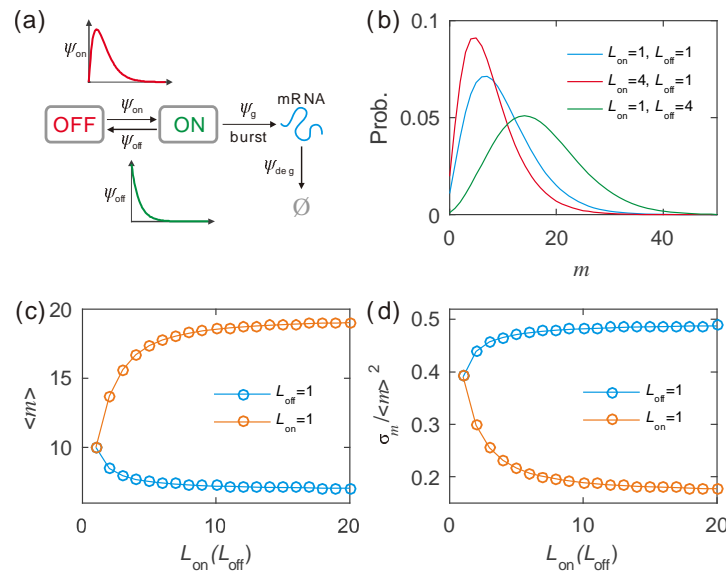 (a)
ψon
OFF
ψon
ψoff
ON
ψg
burst
mRNA
ψdeg
Ø
ψoff
(b)
Prob.
0.1
0.05
0
Lon=1, Loff=1
Lon=4, Loff=1
Lon=1, Loff=4
0 20 40
m
(c)
<m>
20
15
10
Loff=1
Lon=1
0 10 20
Lon(Loff)
(d)
σm/<m>2
0.5
0.4
0.3
0.2
Loff=1
Lon=1
0 10 20
Lon(Loff)